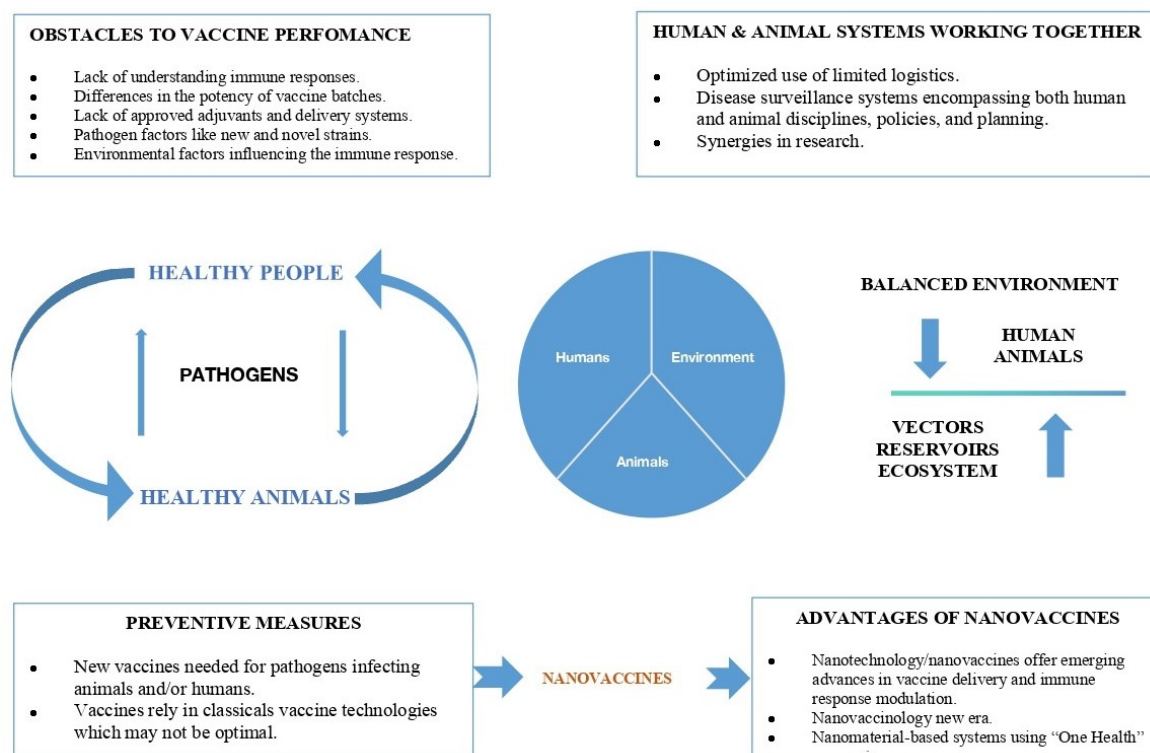 OBSTACLES TO VACCINE PERFOMANCE
● Lack of understanding immune responses.
● Differences in the potency of vaccine batches.
● Lack of approved adjuvants and delivery systems.
● Pathogen factors like new and novel strains.
● Environmental factors influencing the immune response.
HUMAN & ANIMAL SYSTEMS WORKING TOGETHER
● Optimized use of limited logistics.
● Disease surveillance systems encompassing both human
and animal disciplines, policies, and planning.
● Synergies in research.
HEALTHY PEOPLE
PATHOGENS
HEALTHY ANIMALS
Humans
Environment
Animals
BALANCED ENVIRONMENT
HUMAN
ANIMALS
VECTORS
RESERVOIRS
ECOSYSTEM
PREVENTIVE MEASURES
● New vaccines needed for pathogens infecting
animals and/or humans.
● Vaccines rely in classicals vaccine technologies
which may not be optimal.
NANOVACCINES
ADVANTAGES OF NANOVACCINES
● Nanotechnology/nanovaccines offer emerging
advances in vaccine delivery and immune
response modulation.
● Nanovaccinology new era.
● Nanomaterial-based systems using “One Health”